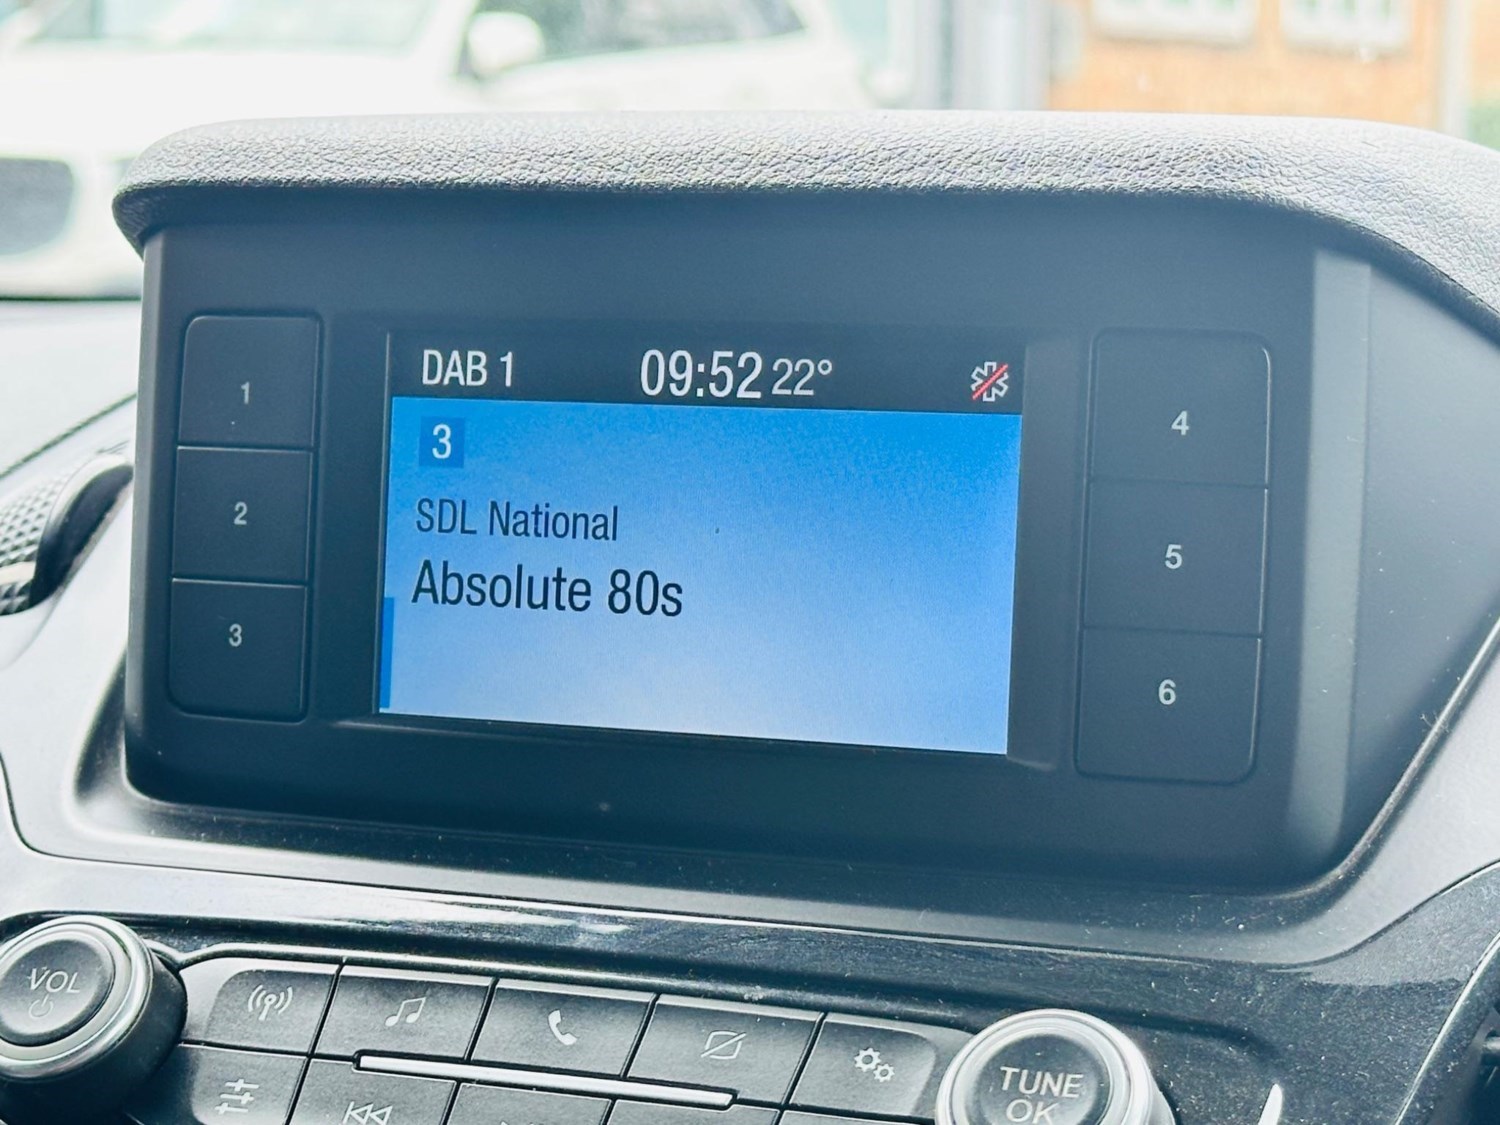 DAB 1 09:52 22°
3
SDL National
Absolute 80s
1
2
3
4
5
6
VOL
TUNE
OK